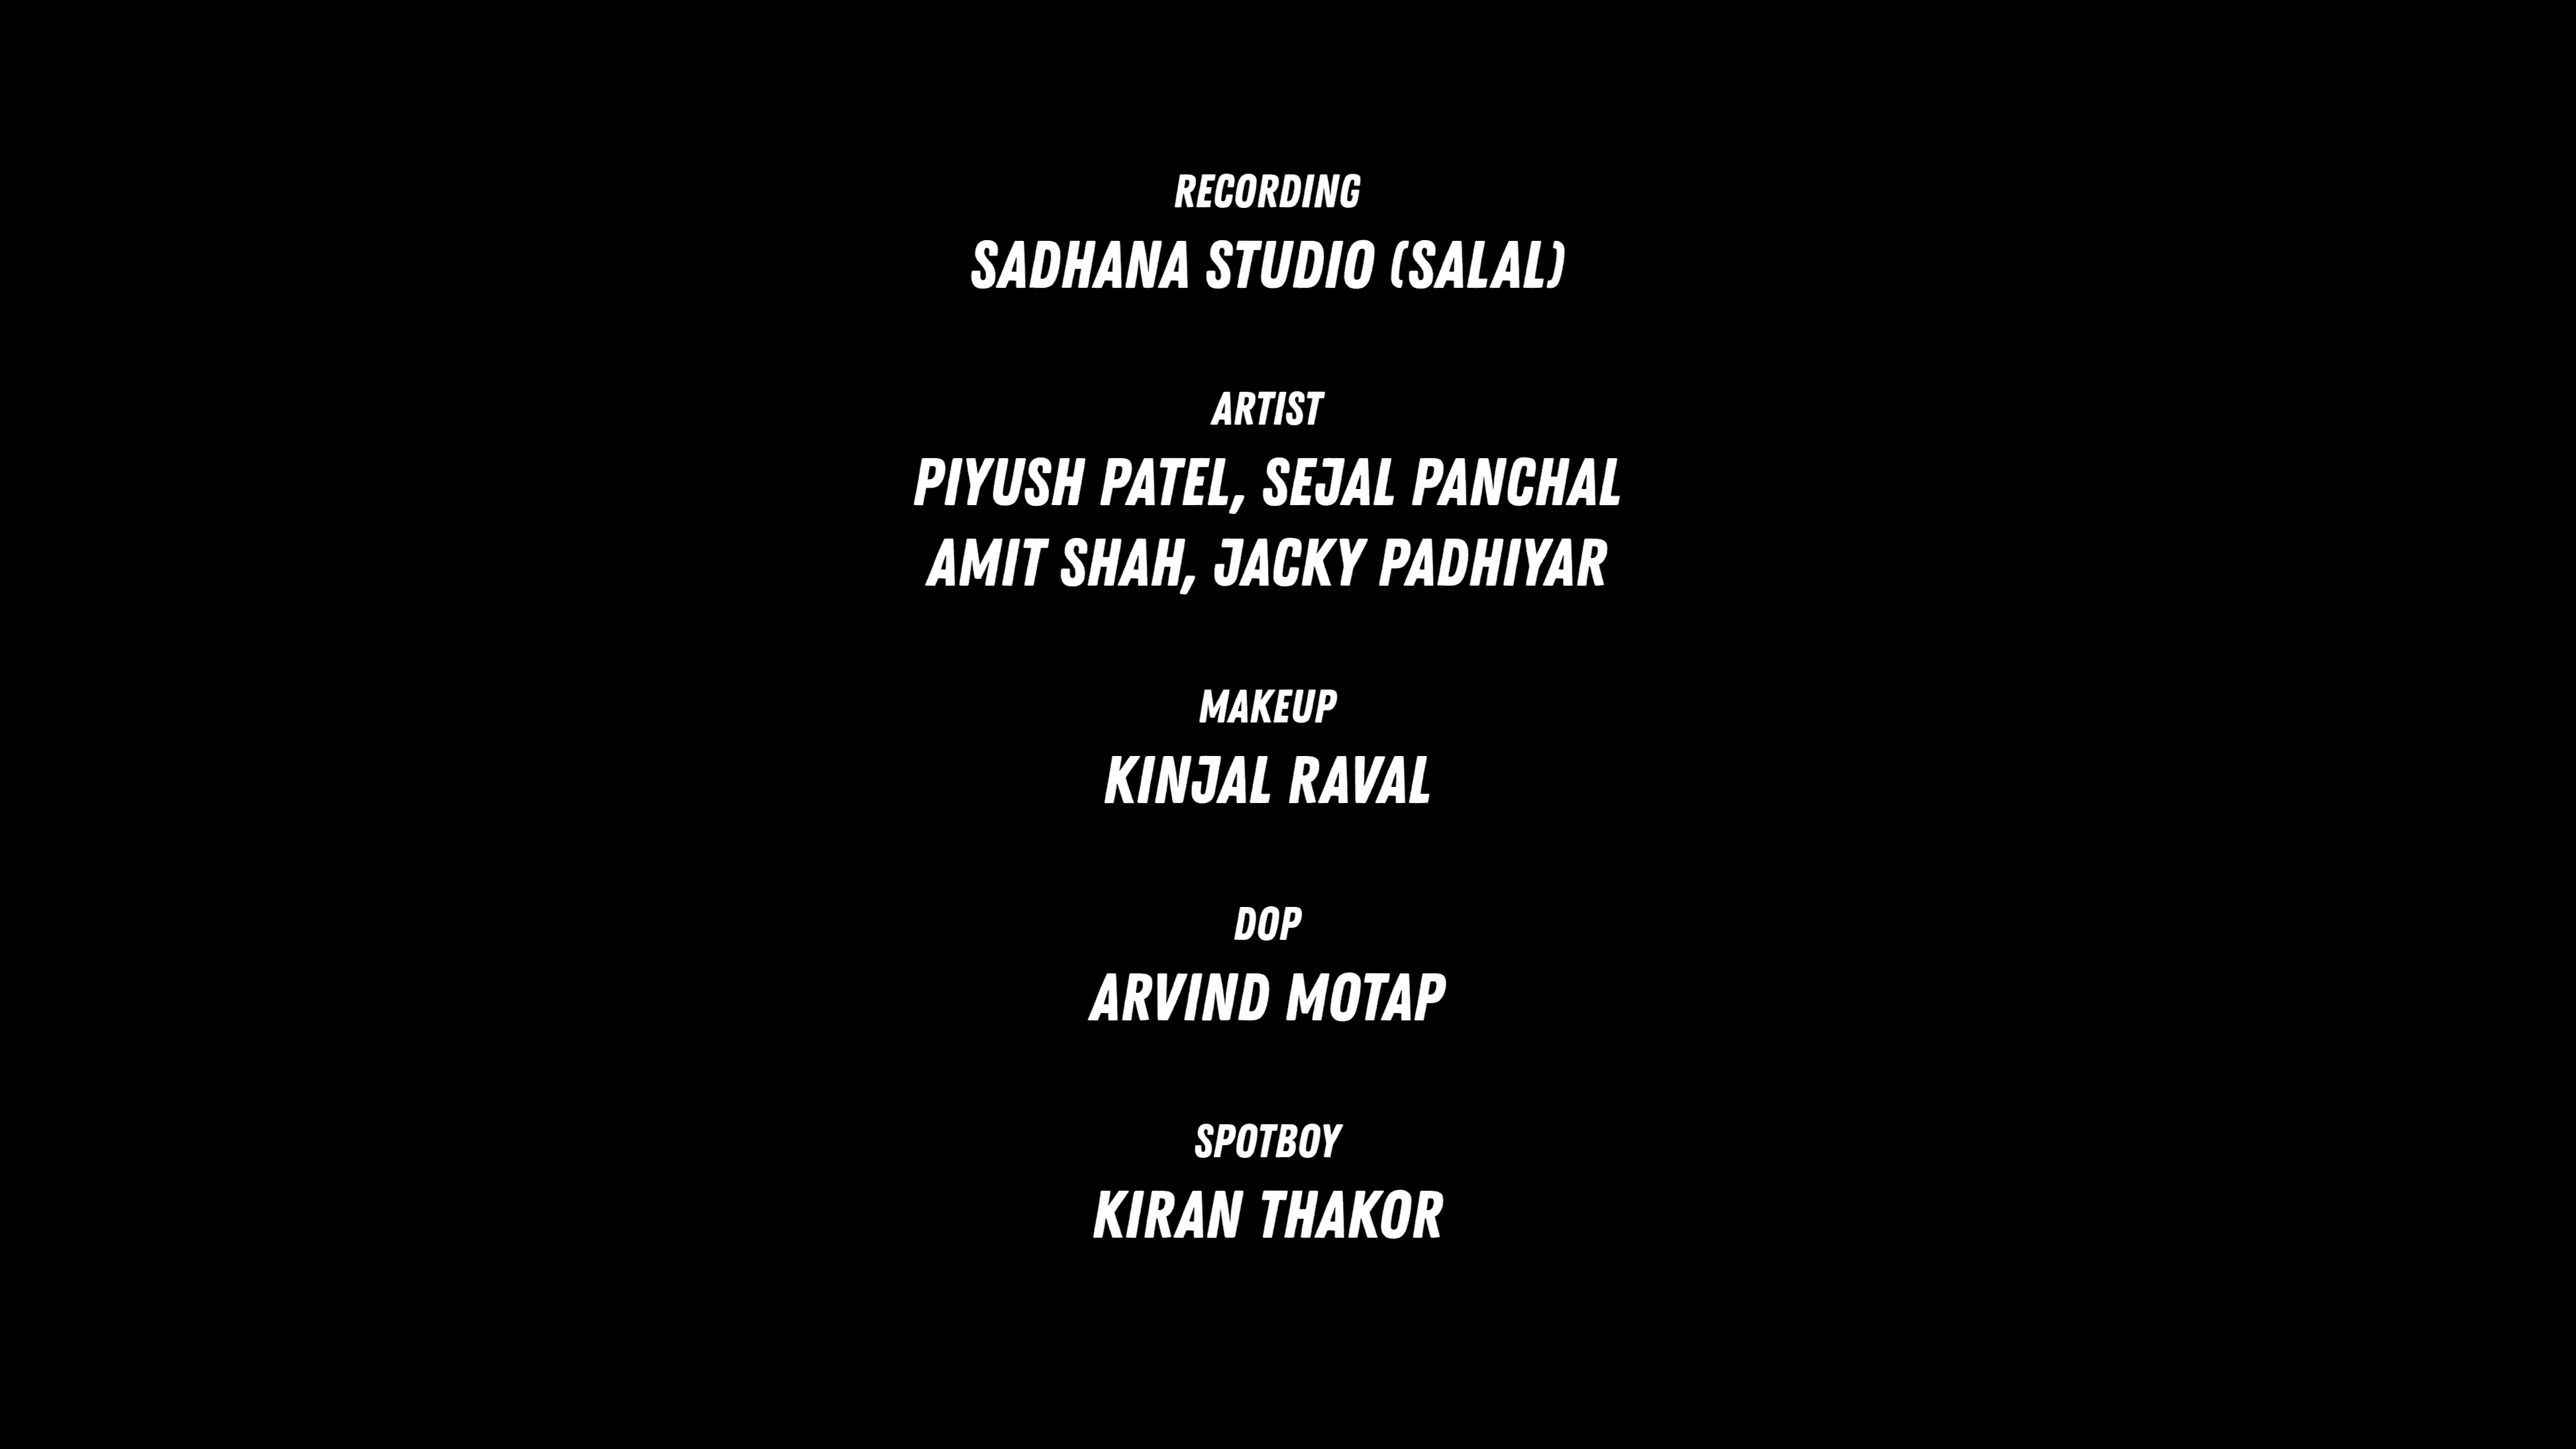 RECORDING
SADHANA STUDIO (SALAL)
ARTIST
PIYUSH PATEL, SEJAL PANCHAL
AMIT SHAH, JACKY PADHIYAR
MAKEUP
KINJAL RAVAL
DOP
ARVIND MOTAP
SPOTBOY
KIRAN THAKOR